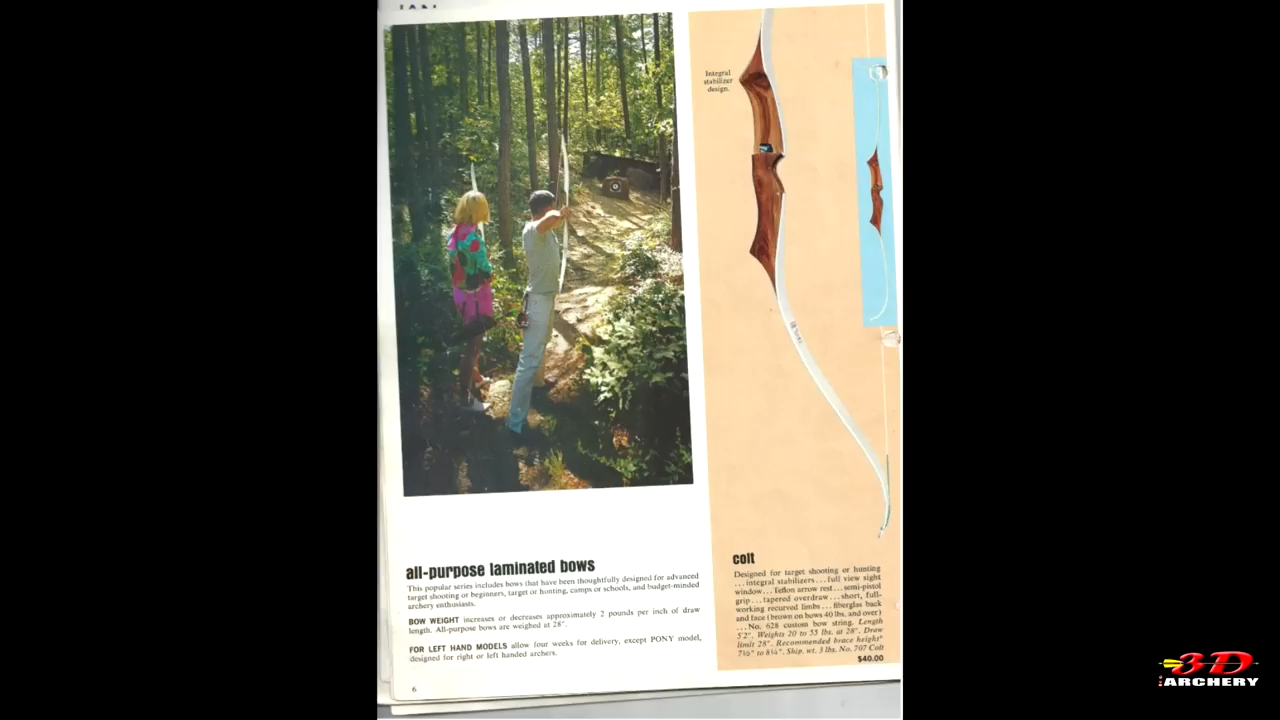 Integral
stabilizer
design.
all-purpose laminated bows
This popular series includes bows that have been thoughtfully designed for advanced
target shooting or beginners, target or hunting, camps or schools, and budget-minded
archery enthusiasts.
BOW WEIGHT increases or decreases approximately 2 pounds per inch of draw
length. All-purpose bows are weighed at 28".
FOR LEFT HAND MODELS allow four weeks for delivery, except PONY model,
designed for right or left handed archers.
6
colt
Designed for target shooting or hunting
...integral stabilizers...full view sight
window...Teflon arrow rest...semi-pistol
grip...tapered overdraw...short, full-
working recurved limbs...fiberglas back
and face (brown on bows 40 lbs. and over)
...No. 628 custom bow string. Length
5'2". Weights 20 to 55 lbs. at 28". Draw
limit 28". Recommended brace height*
7½" to 8¼". Ship. wt. 3 lbs. No. 707 Colt
$40.00
3-D
ARCHERY